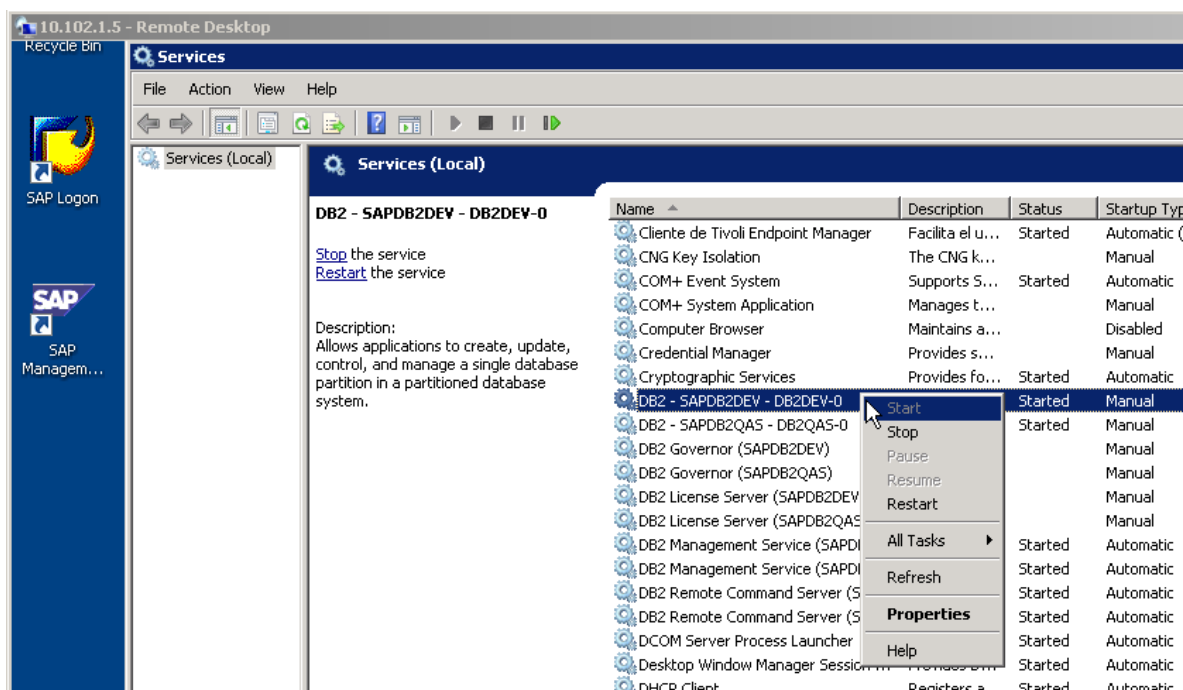 10.102.1.5 - Remote Desktop
Recycle Bin
Services
File Action View Help
Services (Local)
Services (Local)
SAP Logon
SAP
SAP
Managem...
DB2 - SAPDB2DEV - DB2DEV-0
Stop the service
Restart the service
Description:
Allows applications to create, update,
control, and manage a single database
partition in a partitioned database
system.
Name Description Status Startup Typ
Cliente de Tivoli Endpoint Manager Facilita el u... Started Automatic (
CNG Key Isolation The CNG k... Manual
COM+ Event System Supports S... Started Automatic
COM+ System Application Manages t... Manual
Computer Browser Maintains a... Disabled
Credential Manager Provides s... Manual
Cryptographic Services Provides fo... Started Automatic
DB2 - SAPDB2DEV - DB2DEV-0 Started Manual
DB2 - SAPDB2QAS - DB2QAS-0 Started Manual
DB2 Governor (SAPDB2DEV) Manual
DB2 Governor (SAPDB2QAS) Manual
DB2 License Server (SAPDB2DEV Manual
DB2 License Server (SAPDB2QAS Manual
DB2 Management Service (SAPDI Started Automatic
DB2 Management Service (SAPDI Started Automatic
DB2 Remote Command Server (S Started Automatic
DB2 Remote Command Server (S Started Automatic
DCOM Server Process Launcher Started Automatic
Desktop Window Manager Session Started Automatic
DHCP Client Registers a Started Automatic
Start
Stop
Pause
Resume
Restart
All Tasks
Refresh
Properties
Help